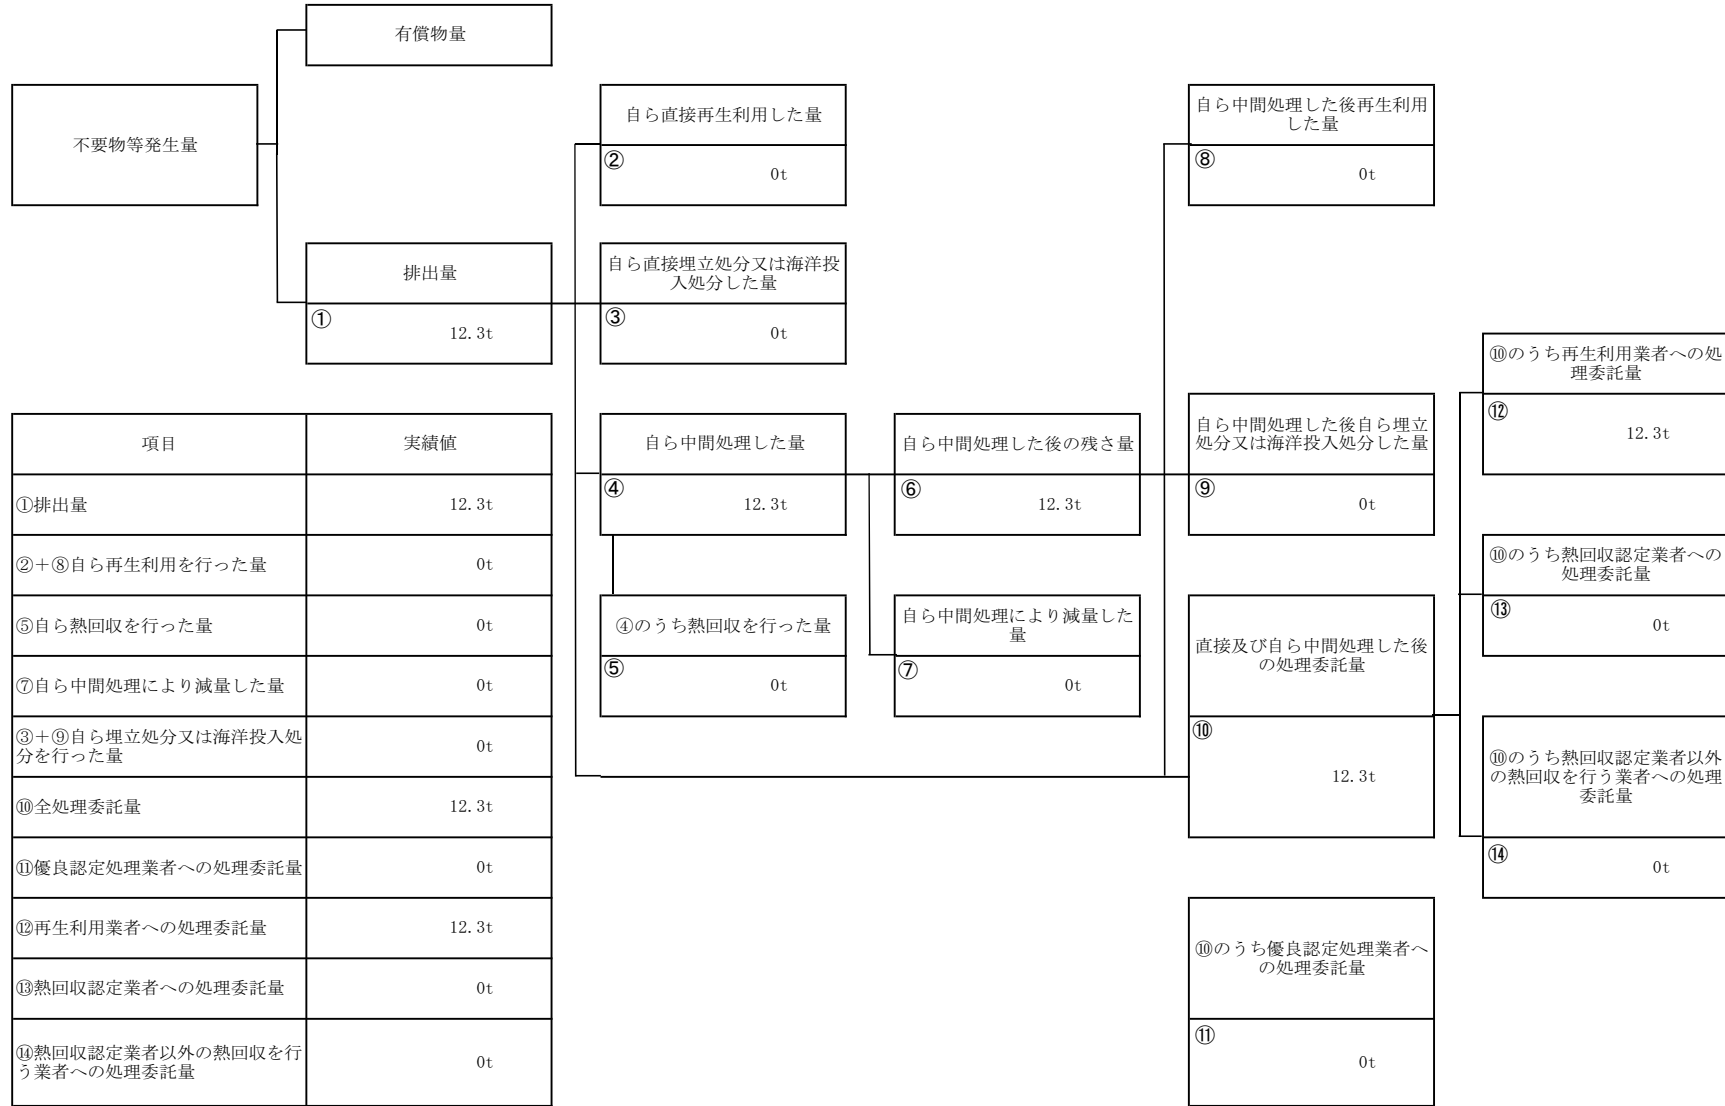 有償物量
不要物等発生量
排出量
①
12.3t
自ら直接再生利用した量
②
0t
自ら直接埋立処分又は海洋投
入処分した量
③
0t
自ら中間処理した量
④
12.3t
④のうち熱回収を行った量
⑤
0t
自ら中間処理した後の残さ量
⑥
12.3t
自ら中間処理により減量した
量
⑦
0t
自ら中間処理した後再生利用
した量
⑧
0t
自ら中間処理した後自ら埋立
処分又は海洋投入処分した量
⑨
0t
直接及び自ら中間処理した後
の処理委託量
⑩
12.3t
⑩のうち優良認定処理業者へ
の処理委託量
⑪
0t
⑩のうち再生利用業者への処
理委託量
⑫
12.3t
⑩のうち熱回収認定業者への
処理委託量
⑬
0t
⑩のうち熱回収認定業者以外
の熱回収を行う業者への処理
委託量
⑭
0t
項目 実績値
①排出量 12.3t
②+⑧自ら再生利用を行った量 0t
⑤自ら熱回収を行った量 0t
⑦自ら中間処理により減量した量 0t
③+⑨自ら埋立処分又は海洋投入処
分を行った量 0t
⑩全処理委託量 12.3t
⑪優良認定処理業者への処理委託量 0t
⑫再生利用業者への処理委託量 12.3t
⑬熱回収認定業者への処理委託量 0t
⑭熱回収認定業者以外の熱回収を行
う業者への処理委託量 0t